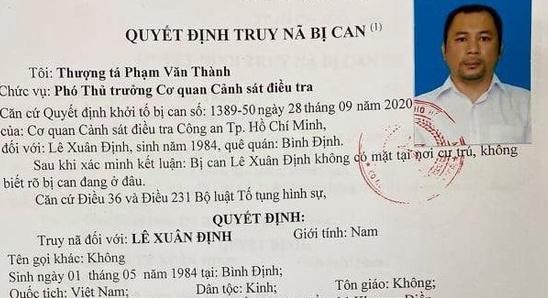 QUYẾT ĐỊNH TRUY NÃ BỊ CAN (1)
Tôi: Thượng tá Phạm Văn Thành
Chức vụ: Phó Thủ trưởng Cơ quan Cảnh sát điều tra
Căn cứ Quyết định khởi tố bị can số: 1389-50 ngày 28 tháng 09 năm 2020
của: Cơ quan Cảnh sát điều tra Công an Tp. Hồ Chí Minh,
đối với: Lê Xuân Định, sinh năm 1984, quê quán: Bình Định.
Sau khi xác minh kết luận: Bị can Lê Xuân Định không có mặt tại nơi cư trú, không
biết rõ bị can đang ở đâu.
Căn cứ Điều 36 và Điều 231 Bộ luật Tố tụng hình sự,
QUYẾT ĐỊNH:
Truy nã đối với: LÊ XUÂN ĐỊNH Giới tính: Nam
Tên gọi khác: Không
Sinh ngày 01 tháng 05 năm 1984 tại: Bình Định
Quốc tịch: Việt Nam; Dân tộc: Kinh; Tôn giáo: Không;